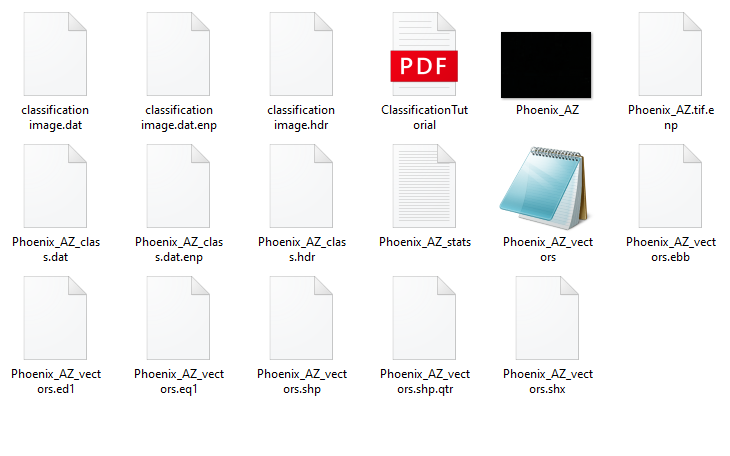 classification
image.dat
classification
image.dat.enp
classification
image.hdr
PDF
ClassificationTut
orial
Phoenix_AZ
Phoenix_AZ.tif.e
np
Phoenix_AZ_clas
s.dat
Phoenix_AZ_clas
s.dat.enp
Phoenix_AZ_clas
s.hdr
Phoenix_AZ_stats
Phoenix_AZ_vect
ors
Phoenix_AZ_vect
ors.ebb
Phoenix_AZ_vect
ors.ed1
Phoenix_AZ_vect
ors.eq1
Phoenix_AZ_vect
ors.shp
Phoenix_AZ_vect
ors.shp.qtr
Phoenix_AZ_vect
ors.shx